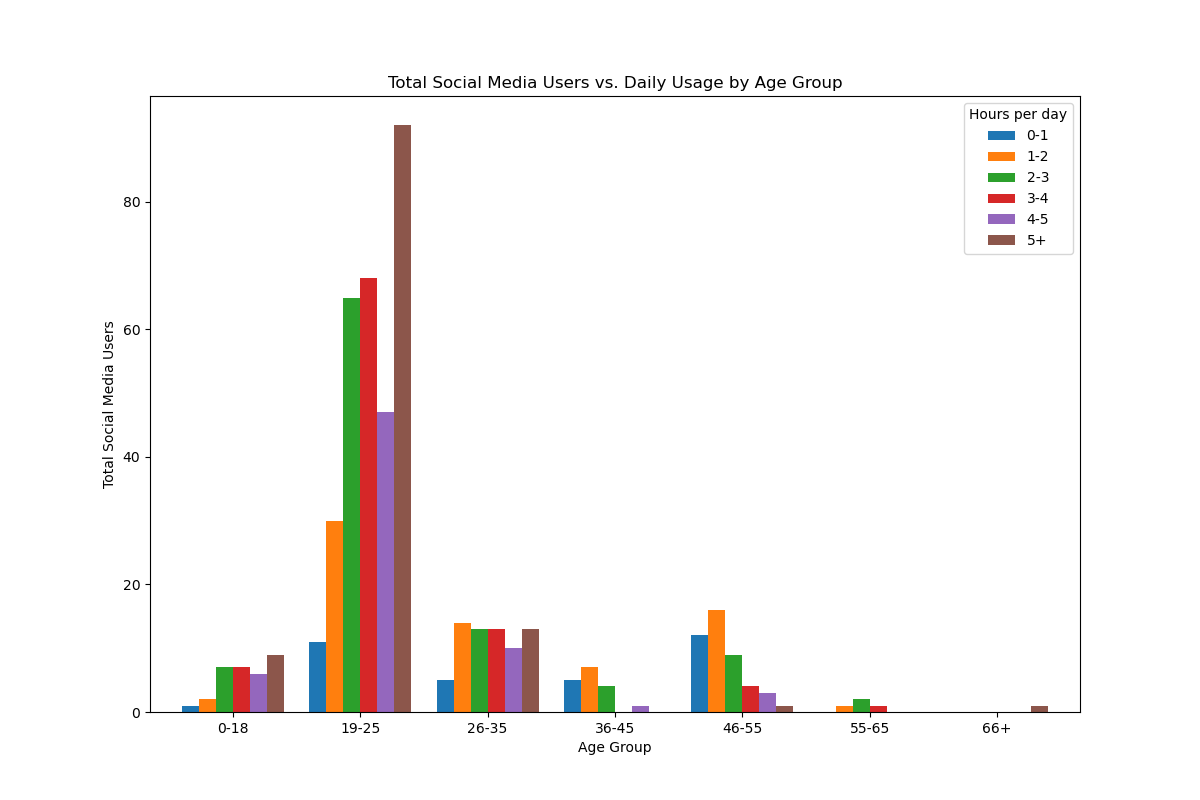 Total Social Media Users vs. Daily Usage by Age Group
Hours per day
0-1
1-2
2-3
3-4
4-5
5+
Total Social Media Users
80
60
40
20
0
0-18 19-25 26-35 36-45 46-55 55-65 66+
Age Group